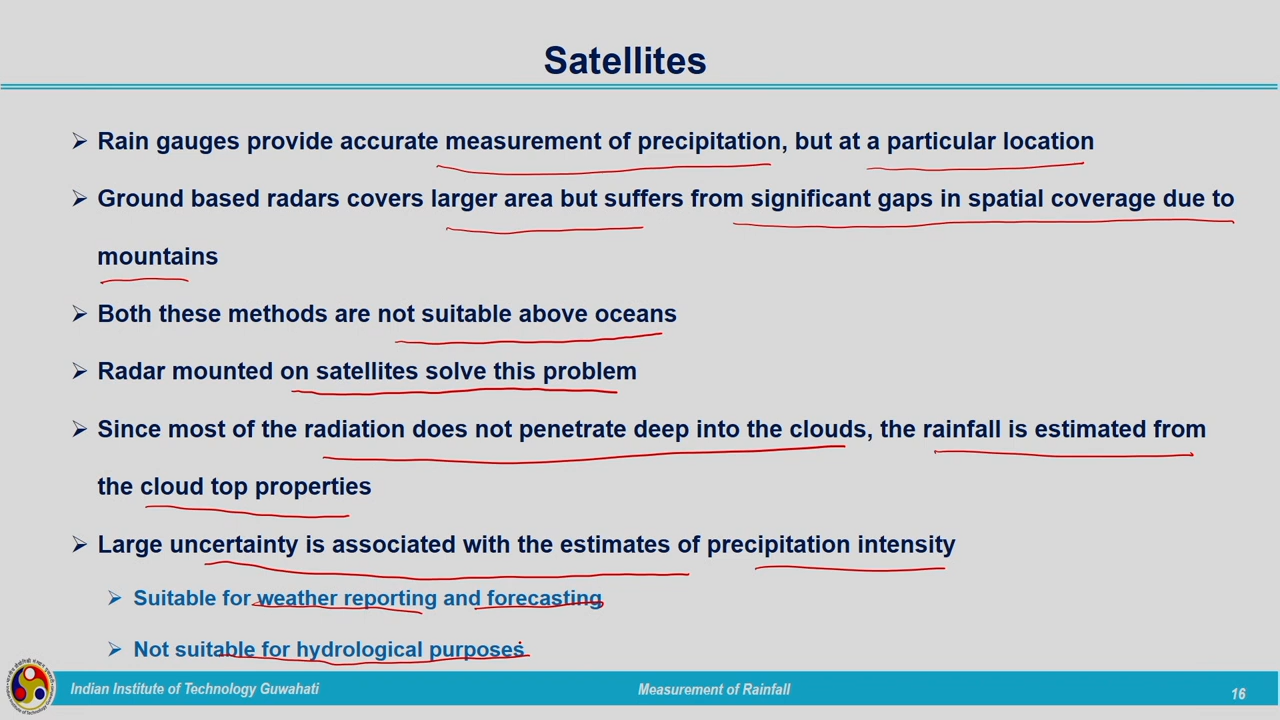 Satellites
Rain gauges provide accurate measurement of precipitation, but at a particular location
Ground based radars covers larger area but suffers from significant gaps in spatial coverage due to
mountains
Both these methods are not suitable above oceans
Radar mounted on satellites solve this problem
Since most of the radiation does not penetrate deep into the clouds, the rainfall is estimated from
the cloud top properties
Large uncertainty is associated with the estimates of precipitation intensity
Suitable for weather reporting and forecasting
Not suitable for hydrological purposes
Indian Institute of Technology Guwahati Measurement of Rainfall 16